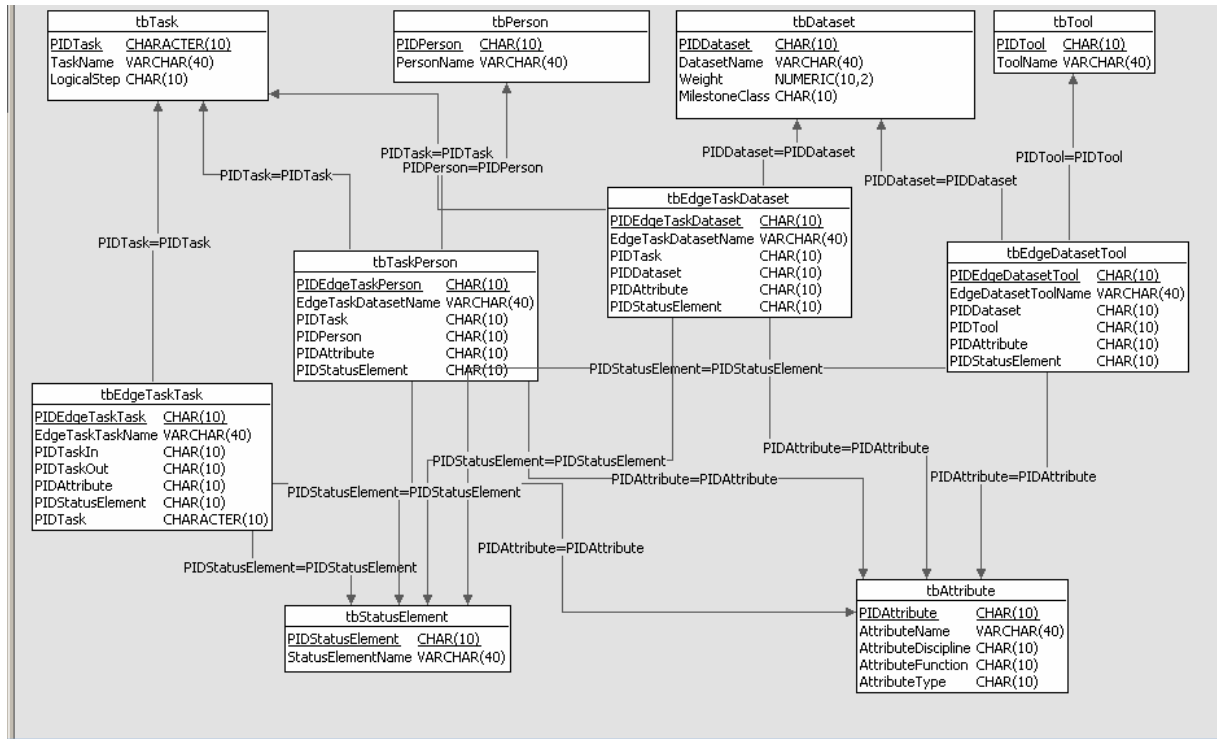 tbTask
PIDTask CHARACTER(10)
TaskName VARCHAR(40)
LogicalStep CHAR(10)
tbPerson
PIDPerson CHAR(10)
PersonName VARCHAR(40)
tbDataset
PIDDataset CHAR(10)
DatasetName VARCHAR(40)
Weight NUMERIC(10,2)
MilestoneClass CHAR(10)
tbTool
PIDTool CHAR(10)
ToolName VARCHAR(40)
PIDTask=PIDTask
PIDPerson=PIDPerson
PIDDataset=PIDDataset
PIDTool=PIDTool
PIDTask=PIDTask
PIDDataset=PIDDataset
PIDTask=PIDTask
tbEdgeTaskDataset
PIDEdgeTaskDataset CHAR(10)
EdgeTaskDatasetName VARCHAR(40)
PIDTask CHAR(10)
PIDDataset CHAR(10)
PIDAttribute CHAR(10)
PIDStatusElement CHAR(10)
tbTaskPerson
PIDEdgeTaskPerson CHAR(10)
EdgeTaskDatasetName VARCHAR(40)
PIDTask CHAR(10)
PIDPerson CHAR(10)
PIDAttribute CHAR(10)
PIDStatusElement CHAR(10)
tbEdgeDatasetTool
PIDEdgeDatasetTool CHAR(10)
EdgeDatasetToolName VARCHAR(40)
PIDDataset CHAR(10)
PIDTool CHAR(10)
PIDAttribute CHAR(10)
PIDStatusElement CHAR(10)
PIDStatusElement=PIDStatusElement
tbEdgeTaskTask
PIDEdgeTaskTask CHAR(10)
EdgeTaskTaskName VARCHAR(40)
PIDTaskIn CHAR(10)
PIDTaskOut CHAR(10)
PIDAttribute CHAR(10)
PIDStatusElement CHAR(10)
PIDTask CHARACTER(10)
PIDAttribute=PIDAttribute
PIDStatusElement=PIDStatusElement
PIDAttribute=PIDAttribute
PIDAttribute=PIDAttribute
PIDStatusElement=PIDStatusElement
PIDAttribute=PIDAttribute
PIDStatusElement=PIDStatusElement
tbStatusElement
PIDStatusElement CHAR(10)
StatusElementName VARCHAR(40)
tbAttribute
PIDAttribute CHAR(10)
AttributeName VARCHAR(40)
AttributeDiscipline CHAR(10)
AttributeFunction CHAR(10)
AttributeType CHAR(10)